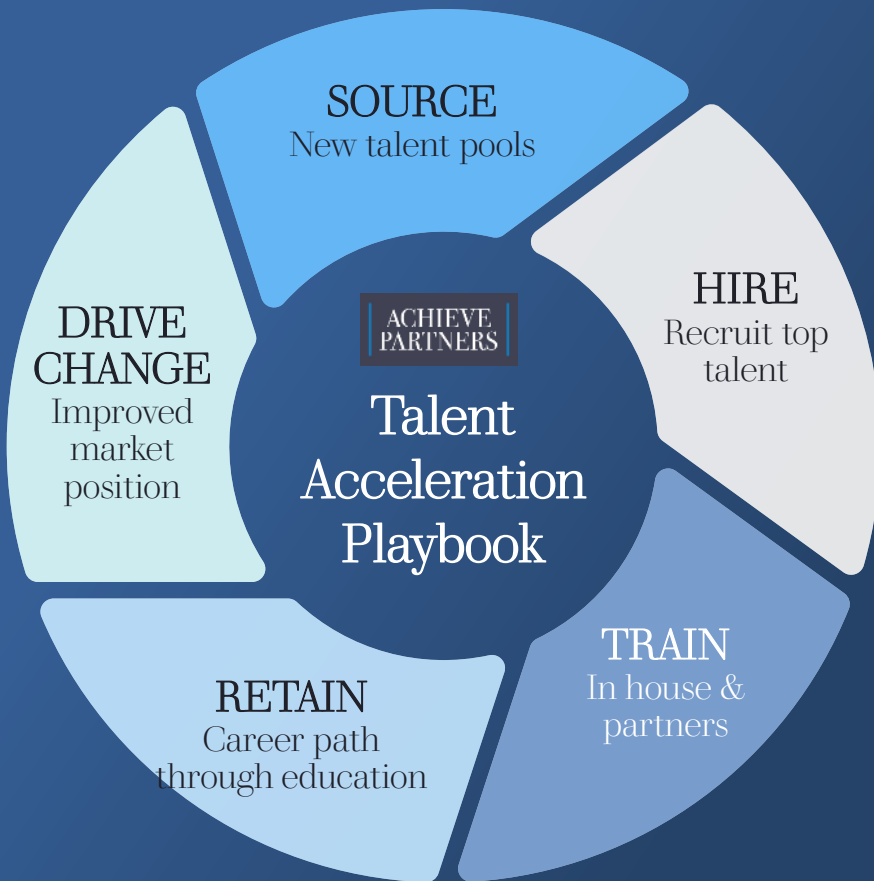 SOURCE
New talent pools
HIRE
Recruit top
talent
TRAIN
In house &
partners
RETAIN
Career path
through education
DRIVE
CHANGE
Improved
market
position
ACHIEVE
PARTNERS
Talent
Acceleration
Playbook